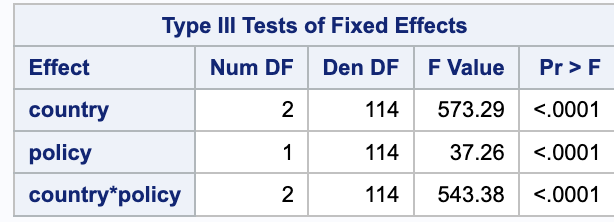 Type III Tests of Fixed Effects
Effect Num DF Den DF F Value Pr > F
country 2 114 573.29 <.0001
policy 1 114 37.26 <.0001
country*policy 2 114 543.38 <.0001